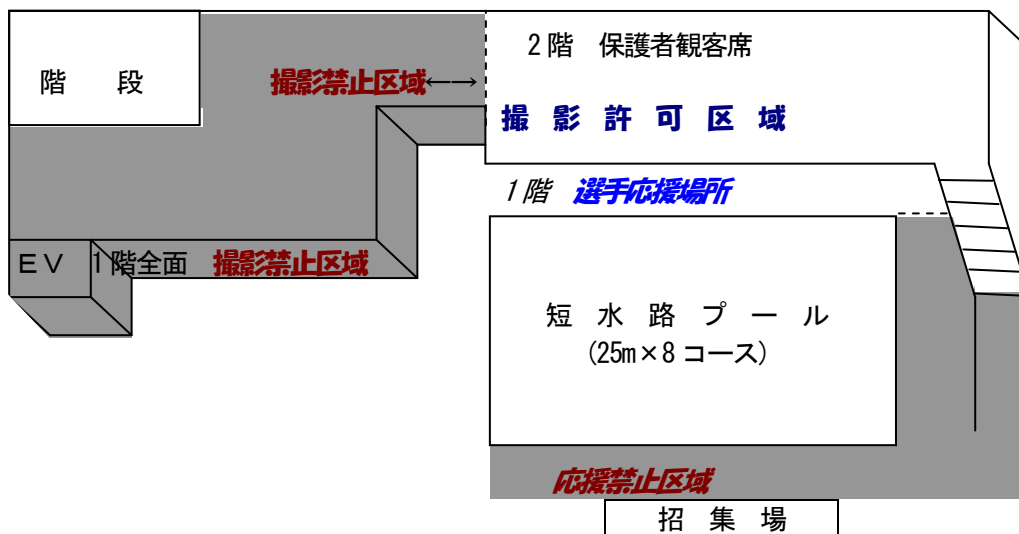 2階 保護者観客席
階 段
撮影禁止区域←→
撮 影 許 可 区 域
1階 選手応援場所
EV 1階全面 撮影禁止区域
短 水 路 プ ー ル
(25m×8コース)
応援禁止区域
招 集 場